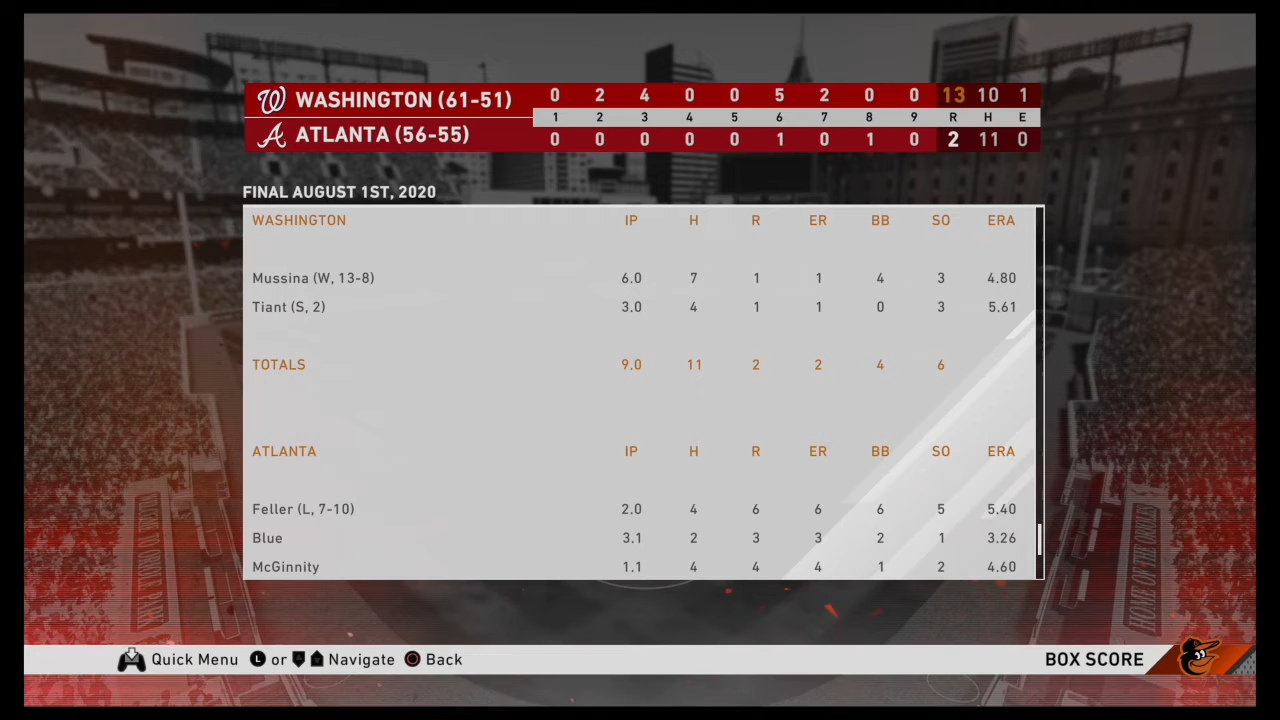 WASHINGTON (61-51) 0 2 4 0 0 5 2 0 0 13 10 1
1 2 3 4 5 6 7 8 9 R H E
ATLANTA (56-55) 0 0 0 0 0 1 0 1 0 2 11 0
FINAL AUGUST 1ST, 2020
WASHINGTON IP H R ER BB SO ERA
Mussina (W, 13-8) 6.0 7 1 1 4 3 4.80
Tiant (S, 2) 3.0 4 1 1 0 3 5.61
TOTALS 9.0 11 2 2 4 6
ATLANTA IP H R ER BB SO ERA
Feller (L, 7-10) 2.0 4 6 6 6 5 5.40
Blue 3.1 2 3 3 2 1 3.26
McGinnity 1.1 4 4 4 1 2 4.60
HOME OF THE ORIOLES
Quick Menu L or Navigate Back
BOX SCORE